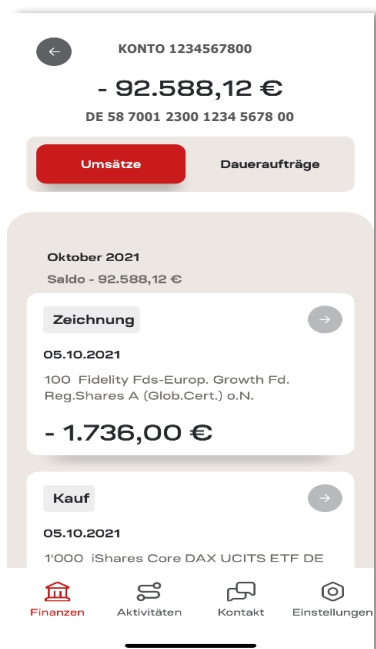 KONTO 1234567800
- 92.588,12 €
DE 58 7001 2300 1234 5678 00
Umsätze
Daueraufträge
Oktober 2021
Saldo - 92.588,12 €
Zeichnung
05.10.2021
100 Fidelity Fds-Europ. Growth Fd.
Reg.Shares A (Glob.Cert.) o.N.
- 1.736,00 €
Kauf
05.10.2021
1'000 iShares Core DAX UCITS ETF DE
Finanzen
Aktivitäten
Kontakt
Einstellungen